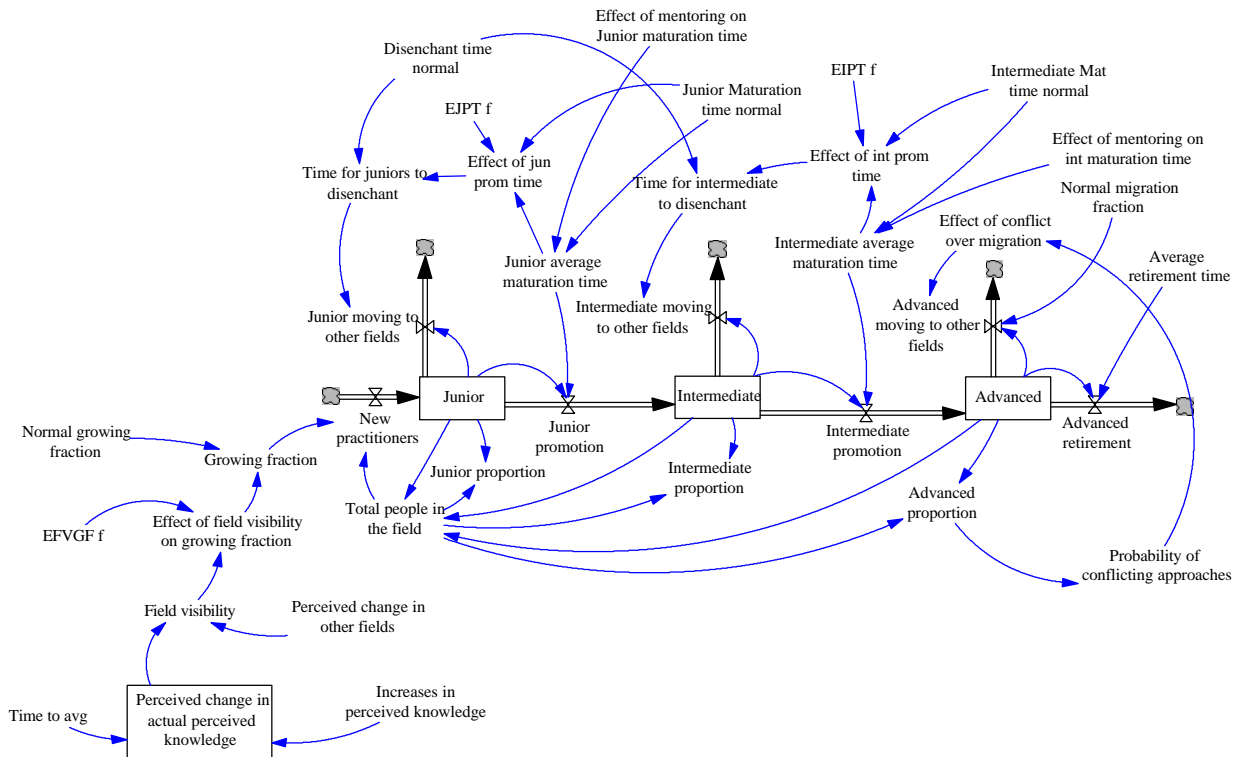 Effect of mentoring on
Junior maturation time
Disenchant time
normal
EJPT f
Junior Maturation
time normal
EIPT f
Intermediate Mat
time normal
Effect of mentoring on
int maturation time
Time for juniors to
disenchant
Effect of jun
prom time
Time for intermediate
to disenchant
Effect of int prom
time
Normal migration
fraction
Effect of conflict
over migration
Junior average
maturation time
Intermediate average
maturation time
Average
retirement time
Junior moving to
other fields
Intermediate moving
to other fields
Advanced
moving to other
fields
Junior
Intermediate
Advanced
New
practitioners
Junior
promotion
Intermediate
promotion
Advanced
retirement
Normal growing
fraction
Growing fraction
Junior proportion
Intermediate
proportion
Advanced
proportion
Total people in
the field
EFVGF f
Effect of field visibility
on growing fraction
Probability of
conflicting approaches
Field visibility
Perceived change in
other fields
Time to avg
Perceived change in
actual perceived
knowledge
Increases in
perceived knowledge